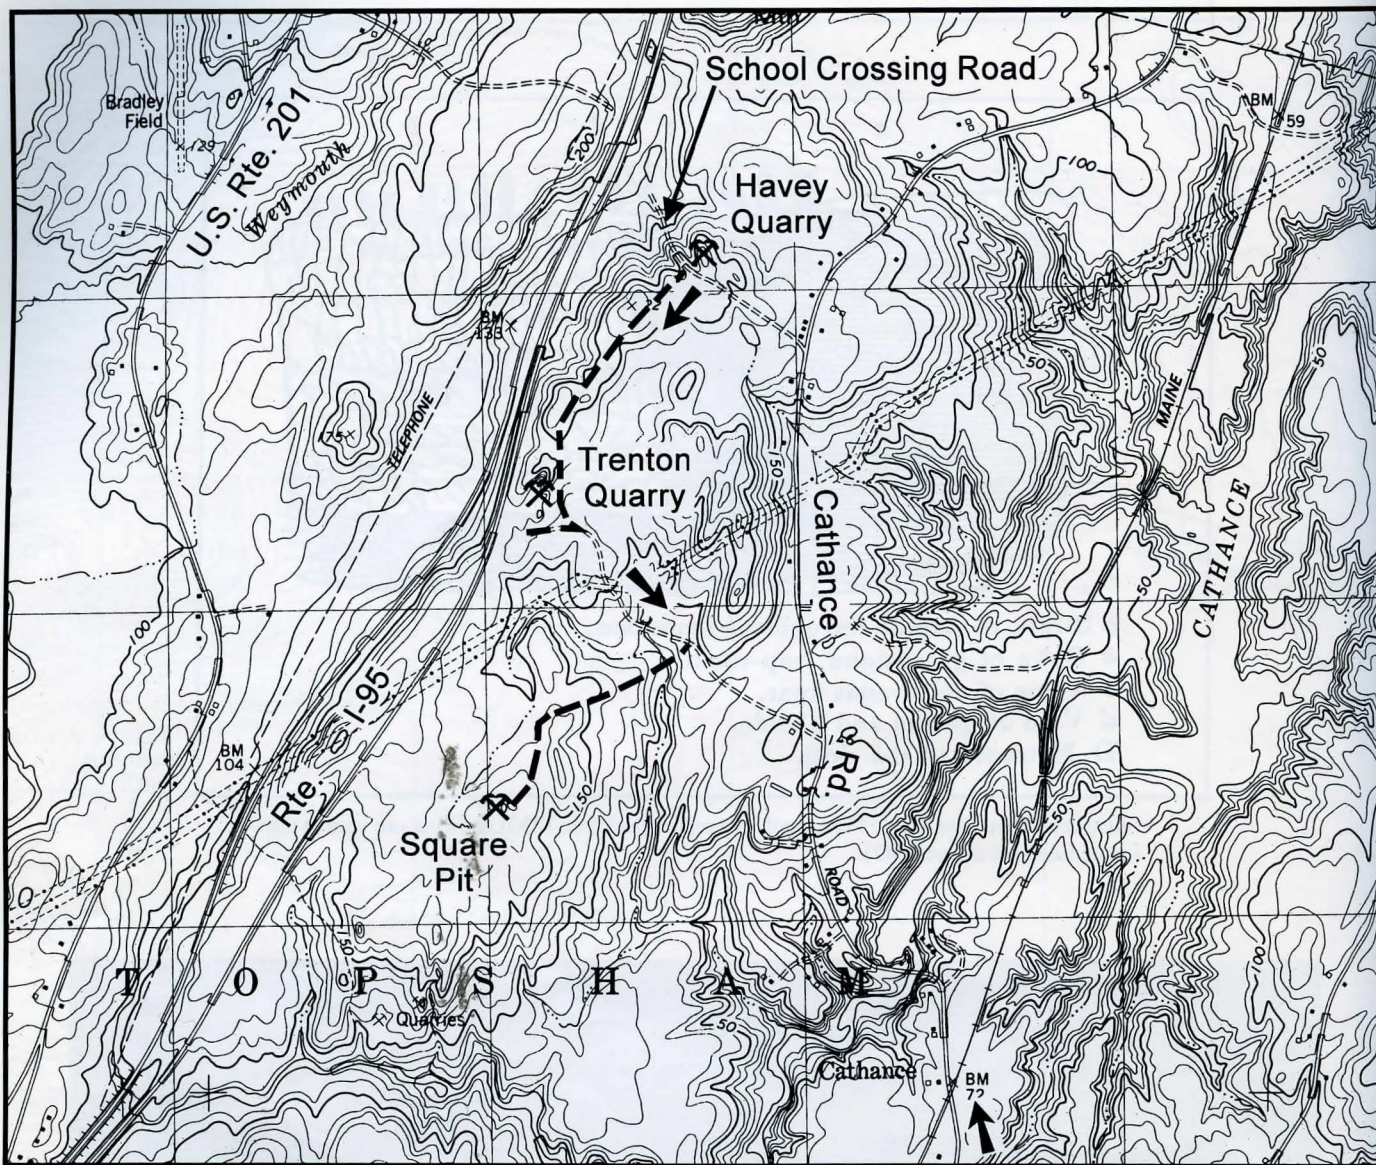 School Crossing Road
Bradley
Field
129
U.S. Rte. 201
Weymouth
200
BM
59
100
Havey
Quarry
BM
133
50
50
TELEPHONE
175
MAINE
Trenton
Quarry
150
Cathance
CATHANCE
50
100
I-95
BM
104
Rte.
Rd.
150
50
Square
Pit
ROAD
150
100
T O P S H A M
Quarries
50
Cathance
BM
72